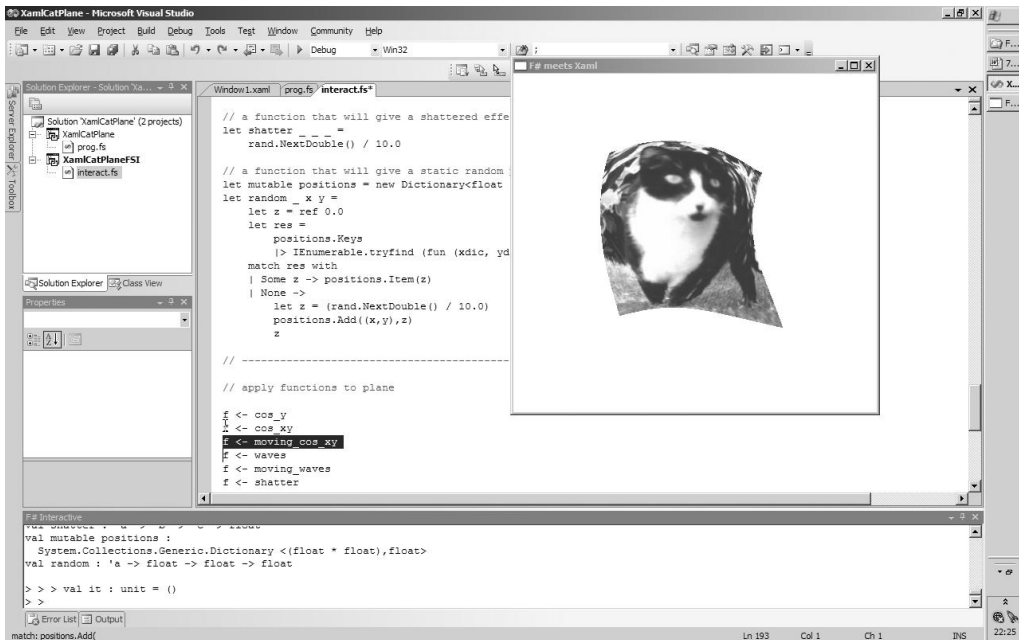 XamlCatPlane - Microsoft Visual Studio
File Edit View Project Build Debug Tools Test Window Community Help
Debug Win32 ;
Solution Explorer - Solution 'Xa...
Server Explorer
Toolbox
Solution 'XamlCatPlane' (2 projects)
XamlCatPlane
prog.fs
XamlCatPlaneFSI
interact.fs
Solution Explorer Class View
Properties
Window1.xaml prog.fs interact.fs*
// a function that will give a shattered effe
let shatter _ _ _ =
rand.NextDouble() / 10.0
// a function that will give a static random
let mutable positions = new Dictionary<float
let random _ x y =
let z = ref 0.0
let res =
positions.Keys
|> IEnumerable.tryfind (fun (xdic, yd
match res with
| Some z -> positions.Item(z)
| None ->
let z = (rand.NextDouble() / 10.0)
positions.Add((x,y),z)
z
// -----------------------------------------
// apply functions to plane
f <- cos_y
f <- cos_xy
f <- moving_cos_xy
f <- waves
f <- moving_waves
f <- shatter
F# meets Xaml
F# Interactive
val mutable positions :
System.Collections.Generic.Dictionary <(float * float),float>
val random : 'a -> float -> float -> float
> > > val it : unit = ()
> >
Error List Output
match: positions.Add(
Ln 193 Col 1 Ch 1 INS
F...
7...
X...
F...
22:25